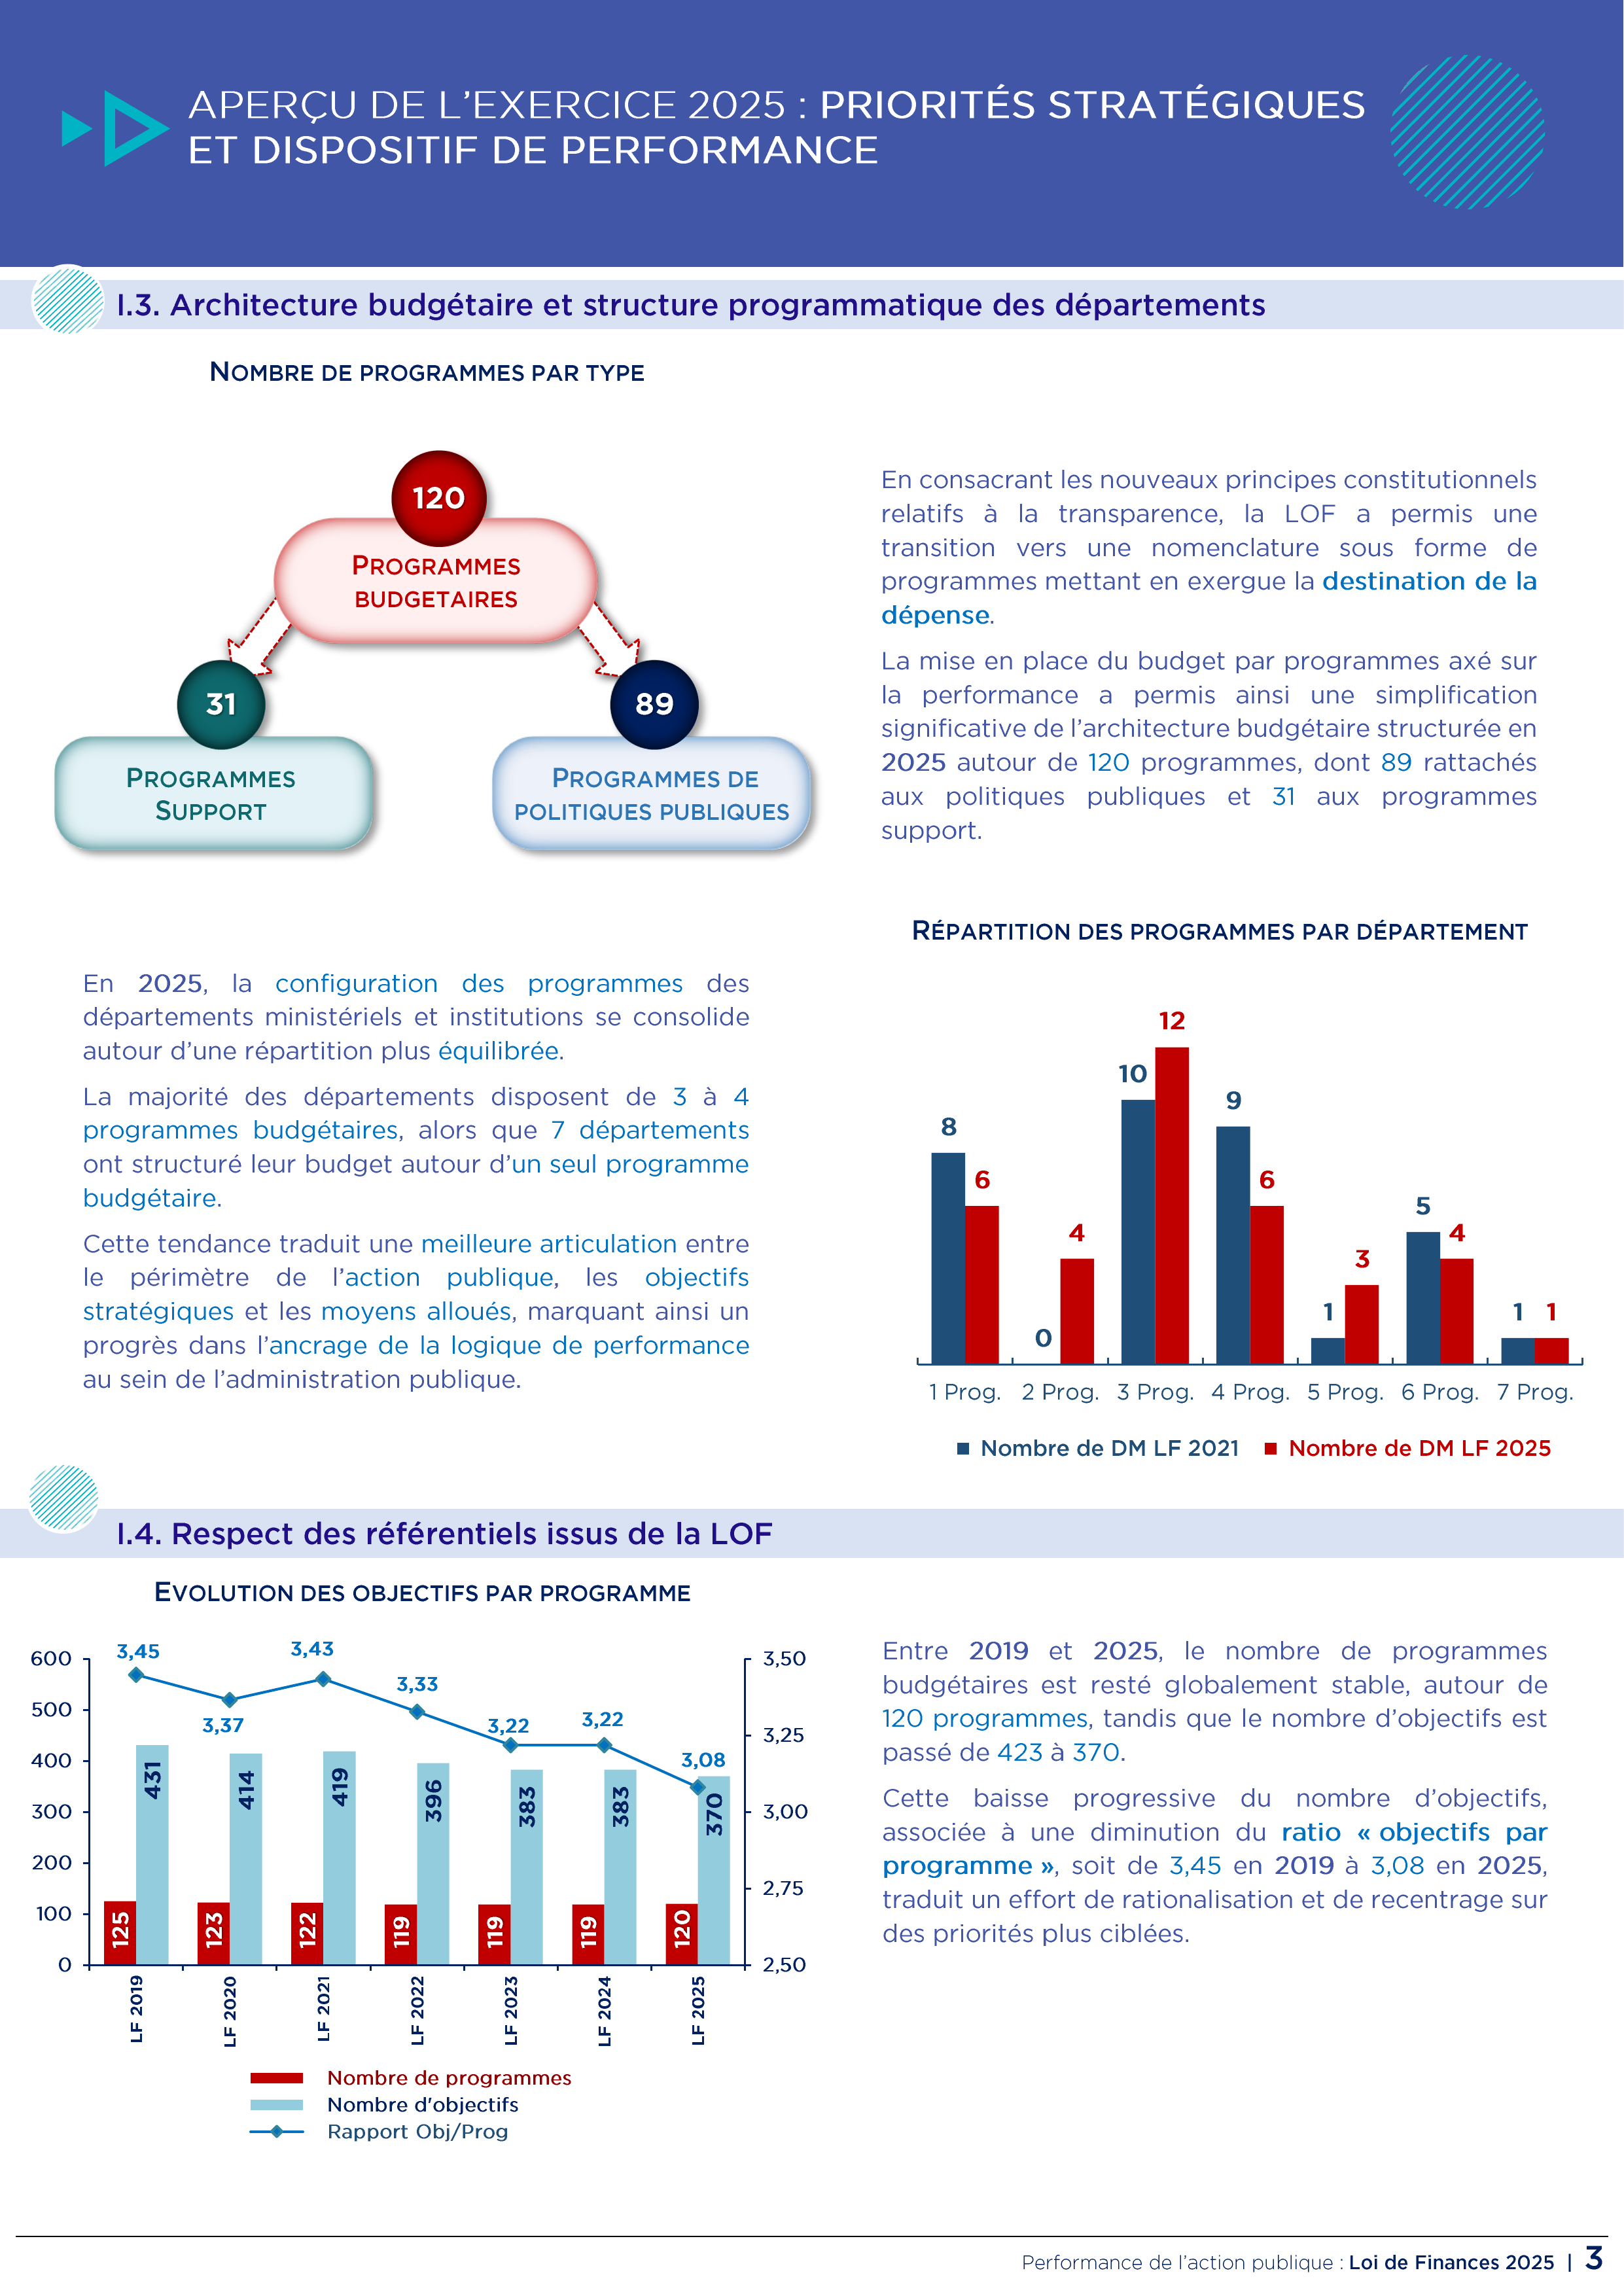 APERÇU DE L'EXERCICE 2025 : PRIORITÉS STRATÉGIQUES
ET DISPOSITIF DE PERFORMANCE
I.3. Architecture budgétaire et structure programmatique des départements
NOMBRE DE PROGRAMMES PAR TYPE
120
PROGRAMMES
BUDGETAIRES
31
89
PROGRAMMES
SUPPORT
PROGRAMMES DE
POLITIQUES PUBLIQUES
En consacrant les nouveaux principes constitutionnels
relatifs à la transparence, la LOF a permis une
transition vers une nomenclature sous forme de
programmes mettant en exergue la destination de la
dépense.
La mise en place du budget par programmes axé sur
la performance a permis ainsi une simplification
significative de l'architecture budgétaire structurée en
2025 autour de 120 programmes, dont 89 rattachés
aux politiques publiques et 31 aux programmes
support.
En 2025, la configuration des programmes des
départements ministériels et institutions se consolide
autour d'une répartition plus équilibrée.
La majorité des départements disposent de 3 à 4
programmes budgétaires, alors que 7 départements
ont structuré leur budget autour d'un seul programme
budgétaire.
Cette tendance traduit une meilleure articulation entre
le périmètre de l'action publique, les objectifs
stratégiques et les moyens alloués, marquant ainsi un
progrès dans l'ancrage de la logique de performance
au sein de l'administration publique.
RÉPARTITION DES PROGRAMMES PAR DÉPARTEMENT
8 6 0 4 10 12 9 6 1 3 5 4 1 1
1 Prog. 2 Prog. 3 Prog. 4 Prog. 5 Prog. 6 Prog. 7 Prog.
Nombre de DM LF 2021 Nombre de DM LF 2025
I.4. Respect des référentiels issus de la LOF
EVOLUTION DES OBJECTIFS PAR PROGRAMME
600 500 400 300 200 100 0
3,45 3,37 3,43 3,33 3,22 3,22 3,08
431 414 419 396 383 383 370
125 123 122 119 119 119 120
3,50 3,25 3,00 2,75 2,50
LF 2019 LF 2020 LF 2021 LF 2022 LF 2023 LF 2024 LF 2025
Nombre de programmes
Nombre d'objectifs
Rapport Obj/Prog
Entre 2019 et 2025, le nombre de programmes
budgétaires est resté globalement stable, autour de
120 programmes, tandis que le nombre d'objectifs est
passé de 423 à 370.
Cette baisse progressive du nombre d'objectifs,
associée à une diminution du ratio « objectifs par
programme », soit de 3,45 en 2019 à 3,08 en 2025,
traduit un effort de rationalisation et de recentrage sur
des priorités plus ciblées.
Performance de l'action publique : Loi de Finances 2025 | 3